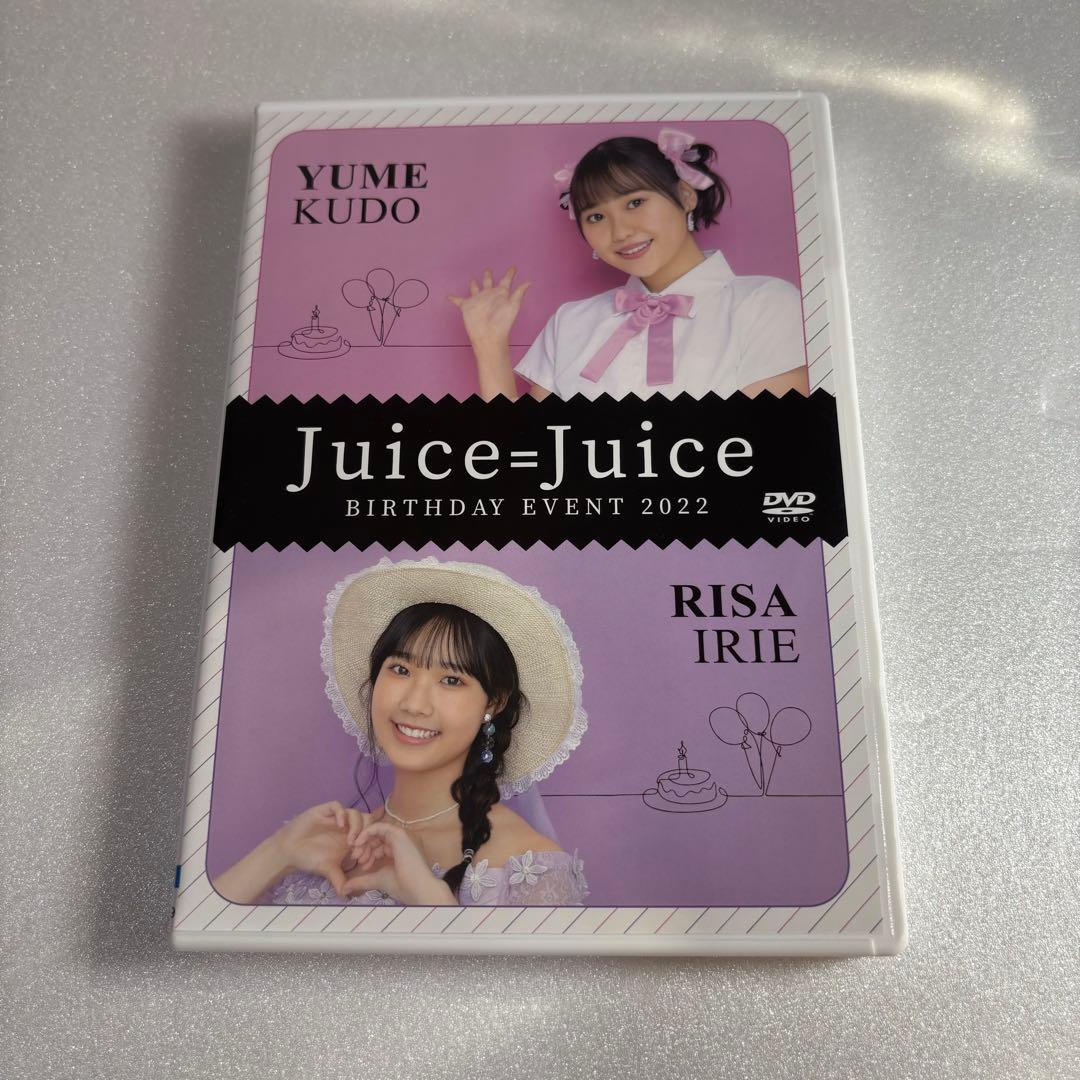 YUME
KUDO
Juice=Juice
BIRTHDAY EVENT 2022
DVD
VIDEO
RISA
IRIE